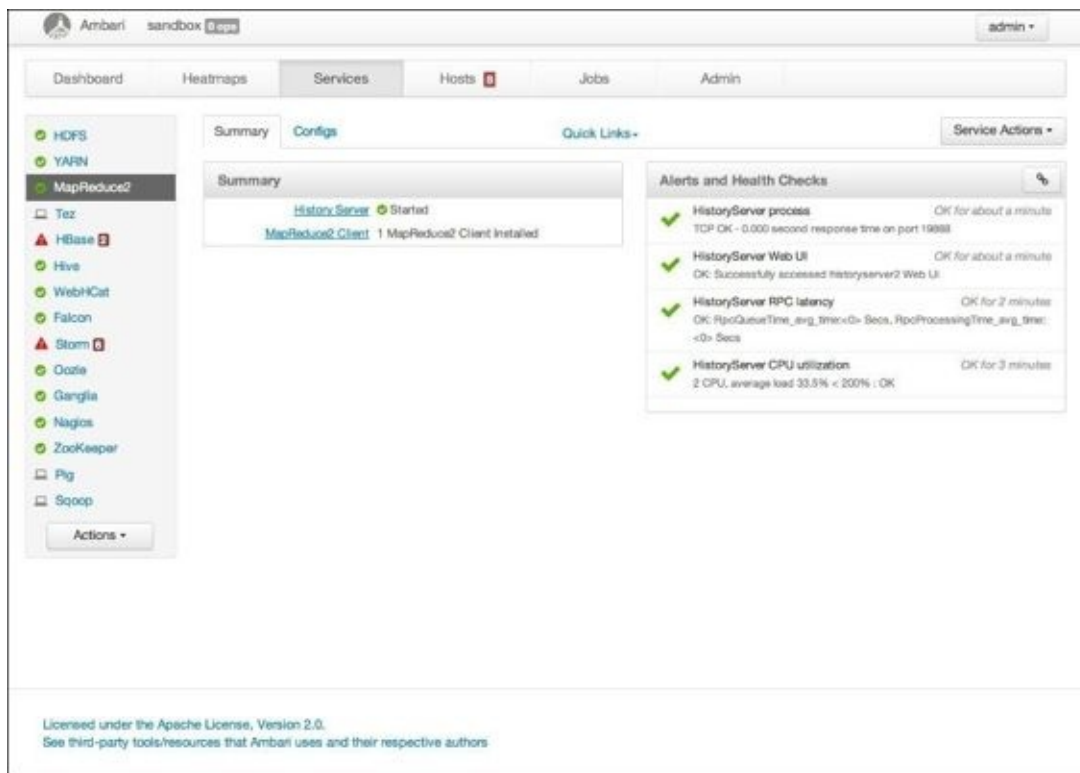 Ambari sandbox 0 ops admin
Dashboard Heatmaps Services Hosts Jobs Admin
HDFS
YARN
MapReduce2
Tez
HBase
Hive
WebHCat
Falcon
Storm
Oozie
Ganglia
Nagios
ZooKeeper
Pig
Sqoop
Actions
Summary Configs Quick Links Service Actions
Summary
History Server Started
MapReduce2 Client 1 MapReduce2 Client Installed
Alerts and Health Checks
HistoryServer process OK for about a minute
TCP OK - 0.000 second response time on port 19888
HistoryServer Web UI OK for about a minute
OK: Successfully accessed historyserver2 Web UI
HistoryServer RPC latency OK for 2 minutes
OK: RpcQueueTime_avg_time:<0> Secs, RpcProcessingTime_avg_time:
<0> Secs
HistoryServer CPU utilization OK for 3 minutes
2 CPU, average load 33.5% < 200% : OK
Licensed under the Apache License, Version 2.0.
See third-party tools/resources that Ambari uses and their respective authors